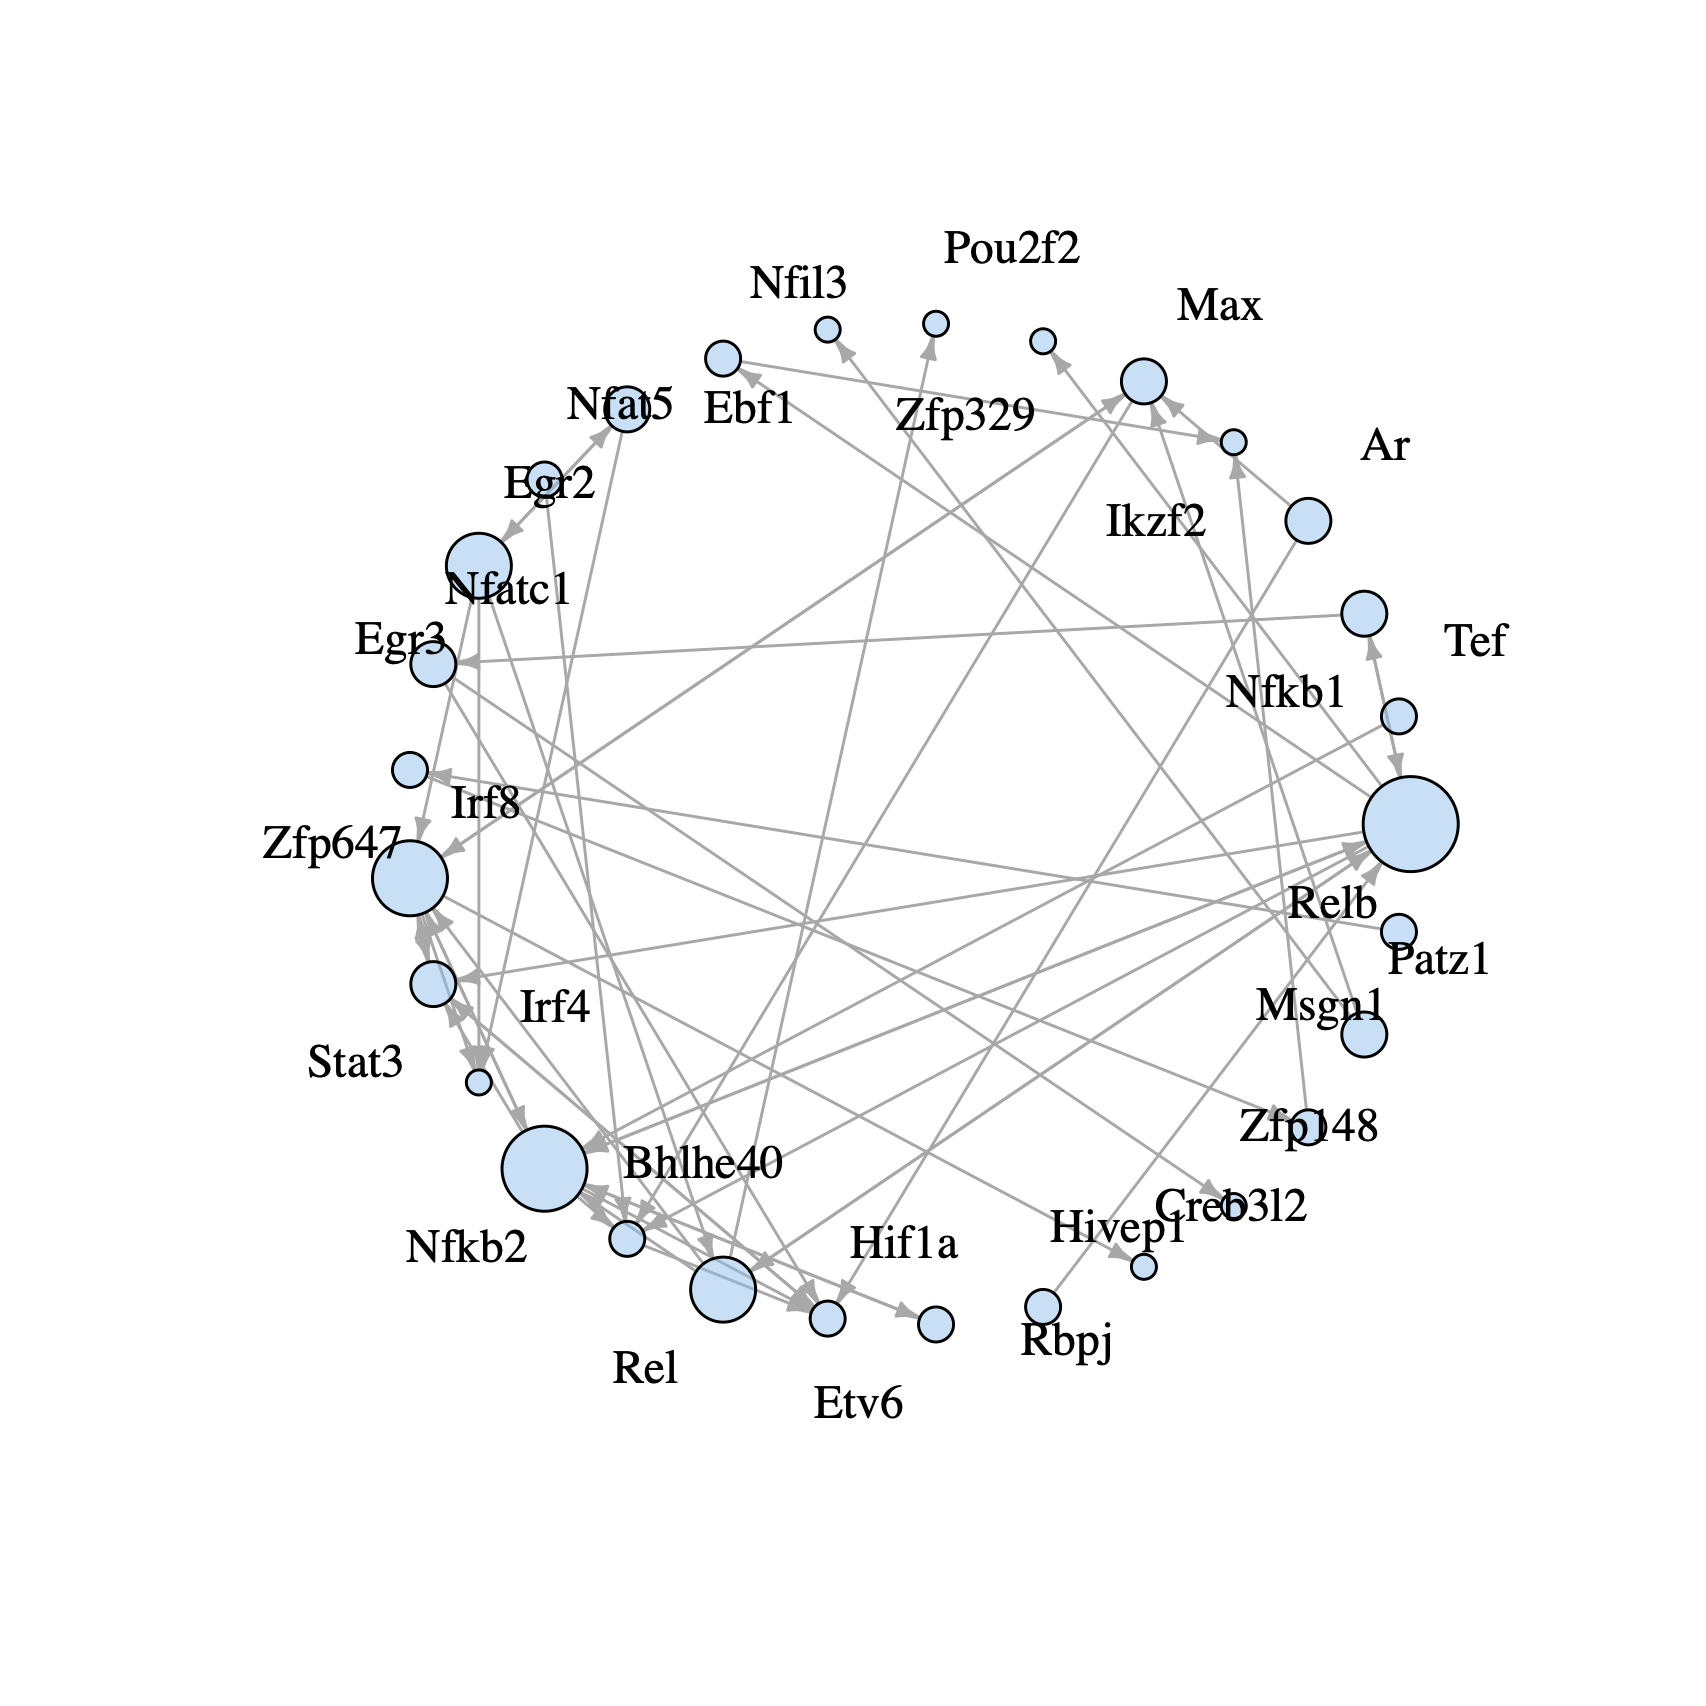 Pou2f2
Nfil3
Max
Nfat5
Ebf1
Zfp329
Ar
Egr2
Ikzf2
Nfatc1
Egr3
Tef
Nfkb1
Irf8
Zfp647
Relb
Patz1
Irf4
Msgn1
Stat3
Zfp148
Bhlhe40
Creb3l2
Hivep1
Nfkb2
Hif1a
Rbpj
Rel
Etv6